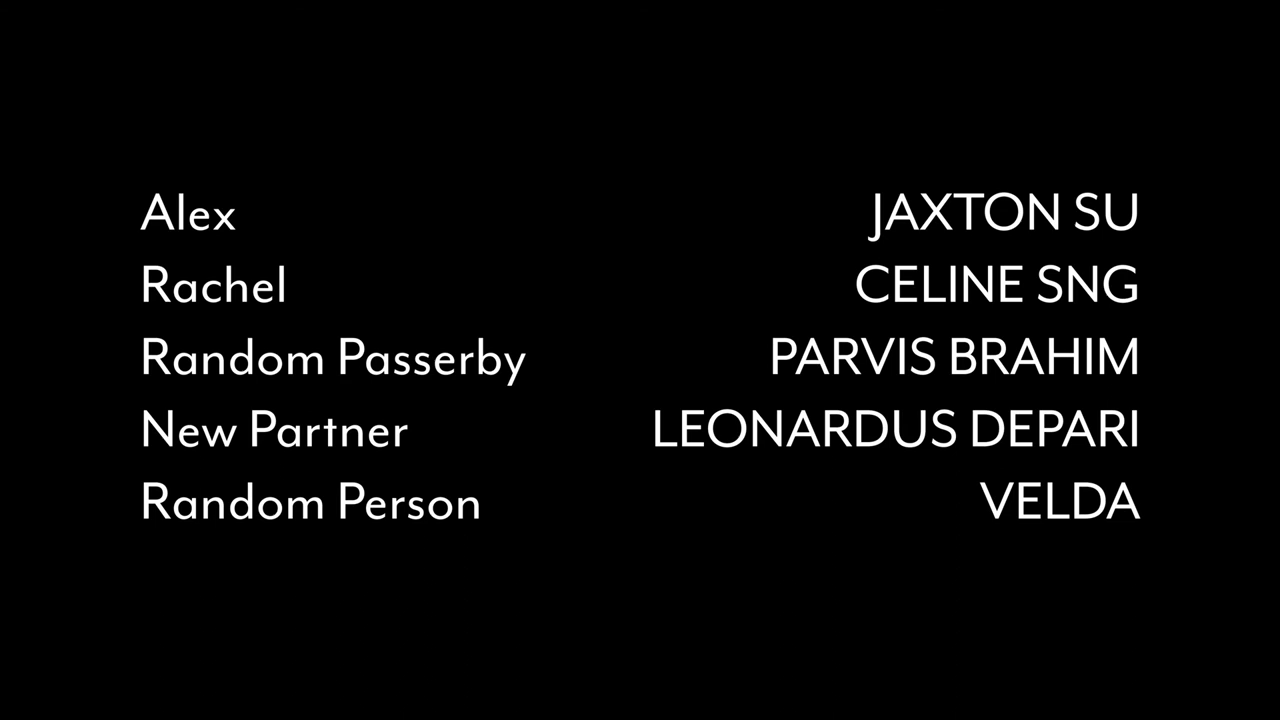 Alex JAXTON SU
Rachel CELINE SNG
Random Passerby PARVIS BRAHIM
New Partner LEONARDUS DEPARI
Random Person VELDA